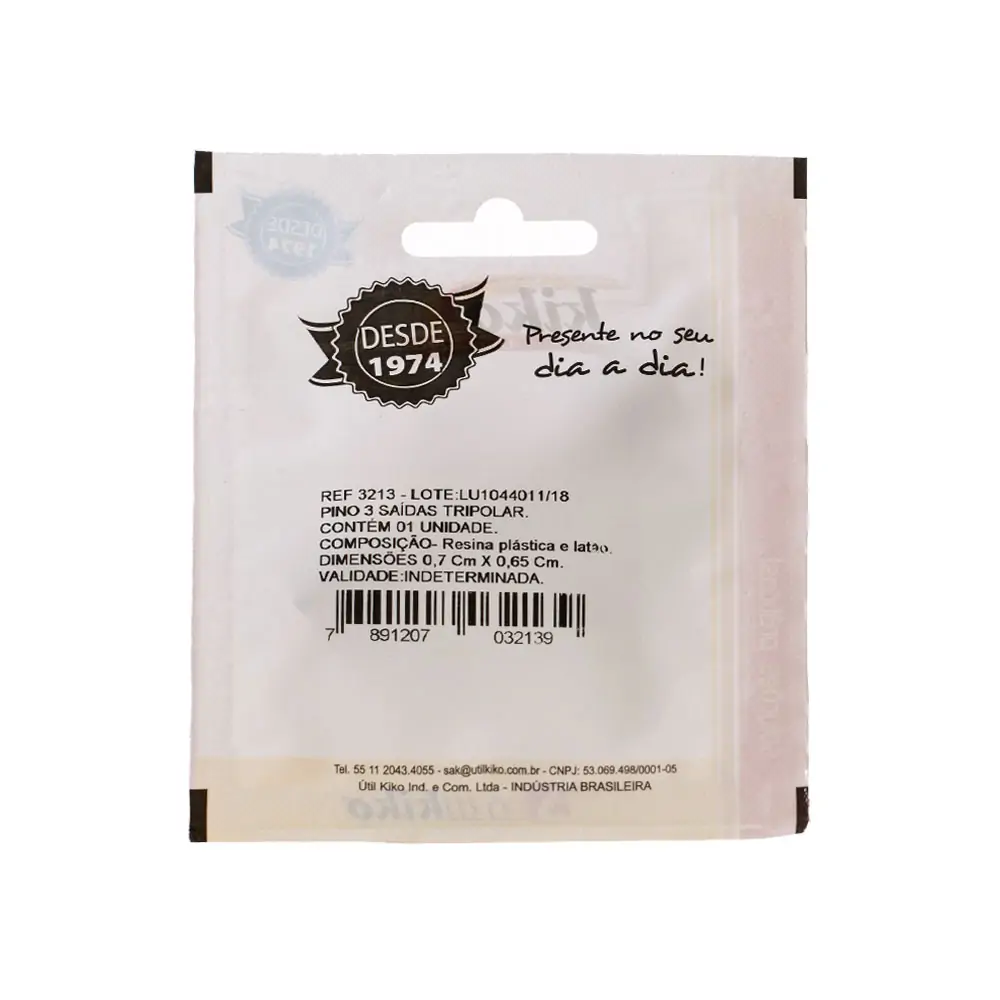 DESDE
1974
Presente no seu
dia a dia!
kiko
REF 3213 - LOTE:LU1044011/18
PINO 3 SAÍDAS TRIPOLAR.
CONTÉM 01 UNIDADE.
COMPOSIÇÃO- Resina plástica e latão.
DIMENSÕES 0,7 Cm X 0,65 Cm.
VALIDADE:INDETERMINADA.
7 891207 032139
Tel. 55 11 2043.4055 - sak@utilkiko.com.br - CNPJ: 53.069.498/0001-05
Útil Kiko Ind. e Com. Ltda - INDÚSTRIA BRASILEIRA